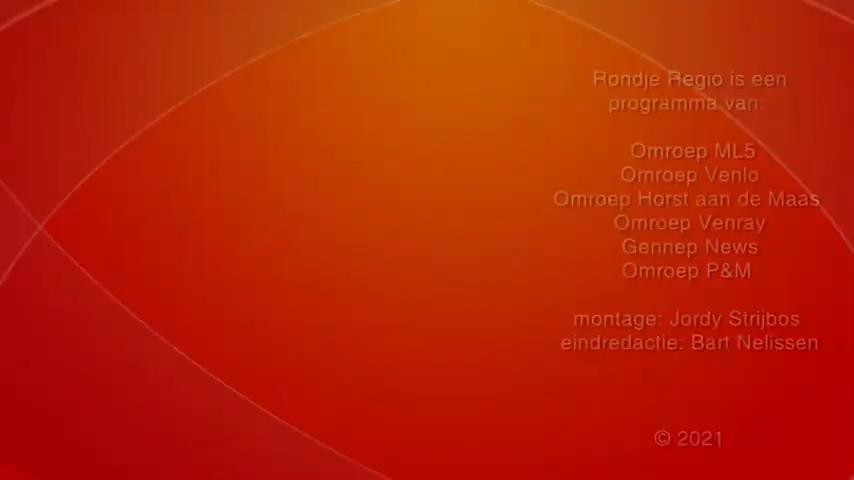 Rondje Regio is een
programma van:
Omroep ML5
Omroep Venlo
Omroep Horst aan de Maas
Omroep Venray
Gennep News
Omroep P&M
montage: Jordy Strijbos
eindredactie: Bart Nelissen
© 2021